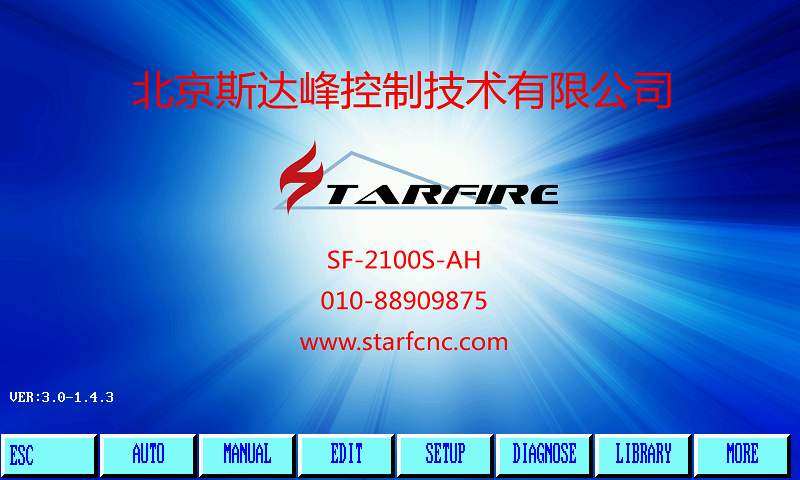 北京斯达峰控制技术有限公司
STARFIRE
SF-2100S-AH
010-88909875
www.starfcnc.com
VER:3.0-1.4.3
ESC AUTO MANUAL EDIT SETUP DIAGNOSE LIBRARY MORE